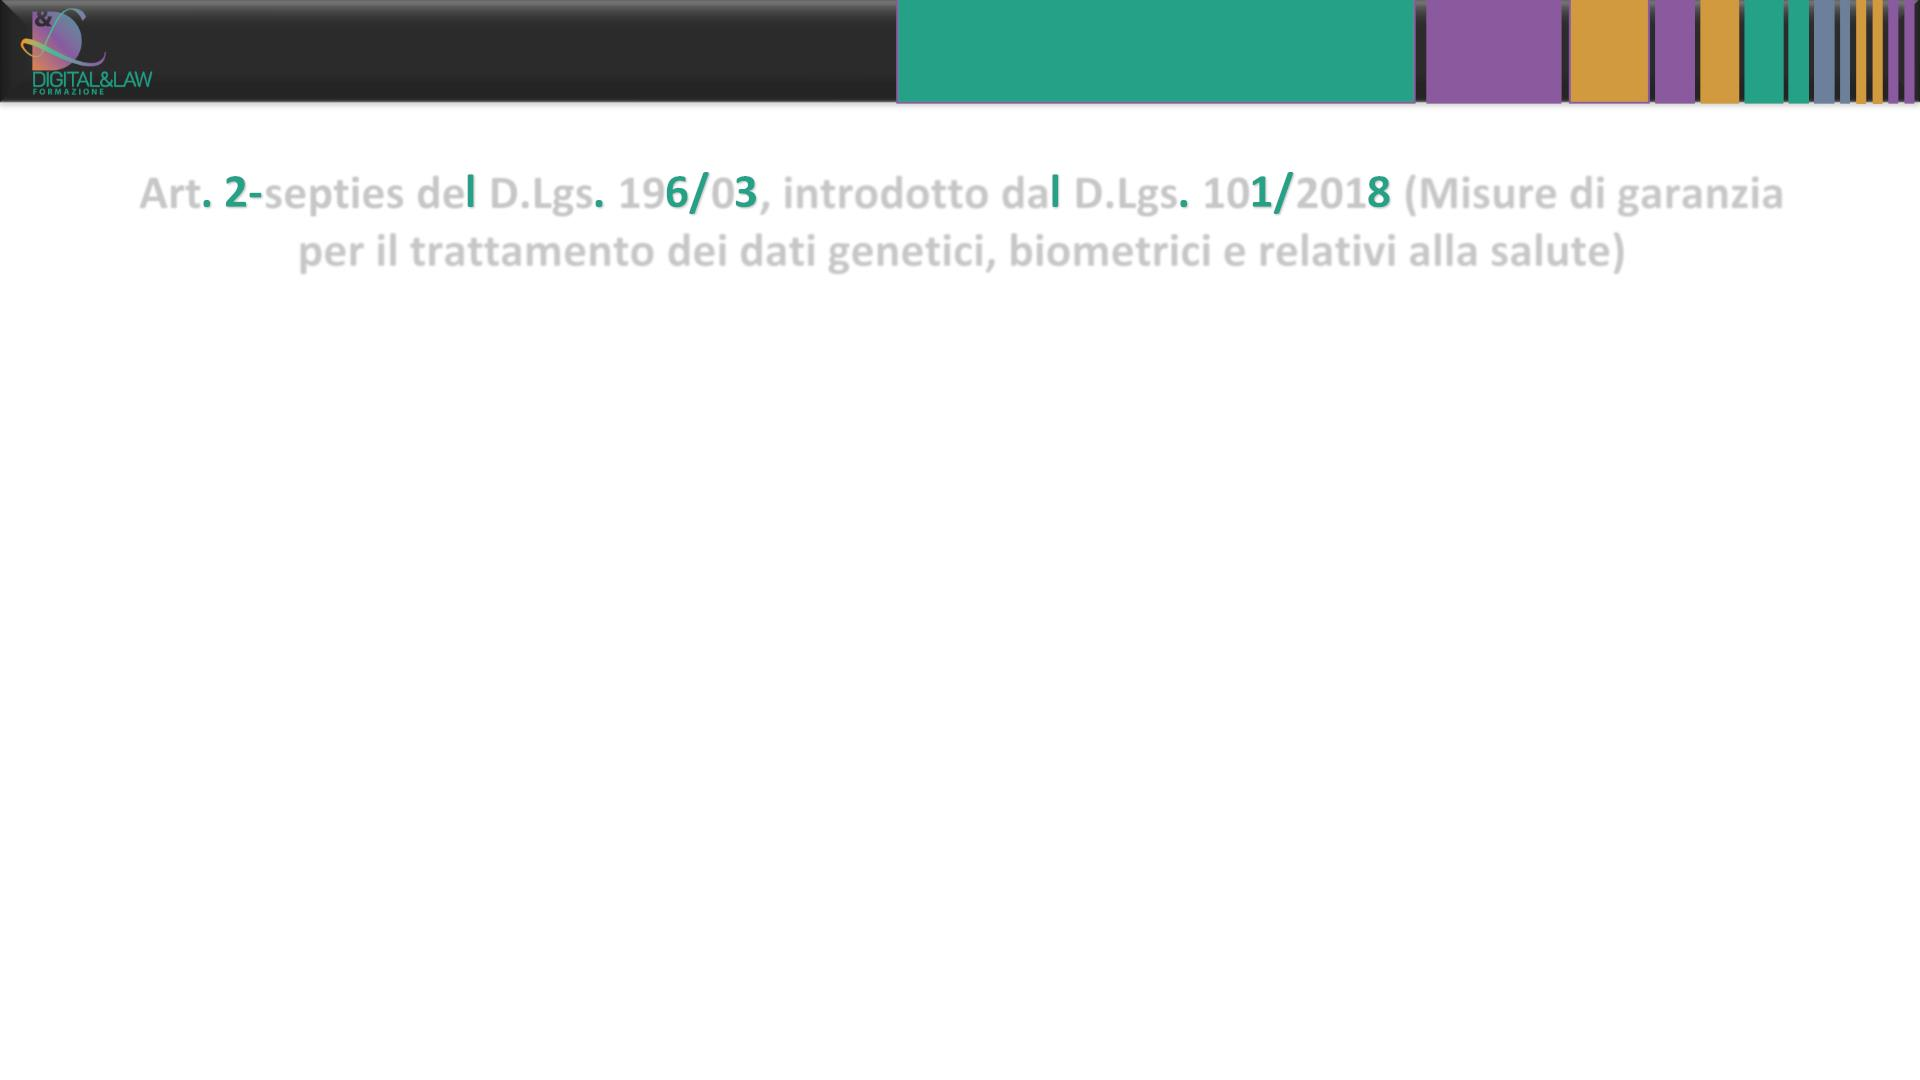 &
DIGITAL&LAW
FORMAZIONE
Art. 2-septies del D.Lgs. 196/03, introdotto dal D.Lgs. 101/2018 (Misure di garanzia
per il trattamento dei dati genetici, biometrici e relativi alla salute)